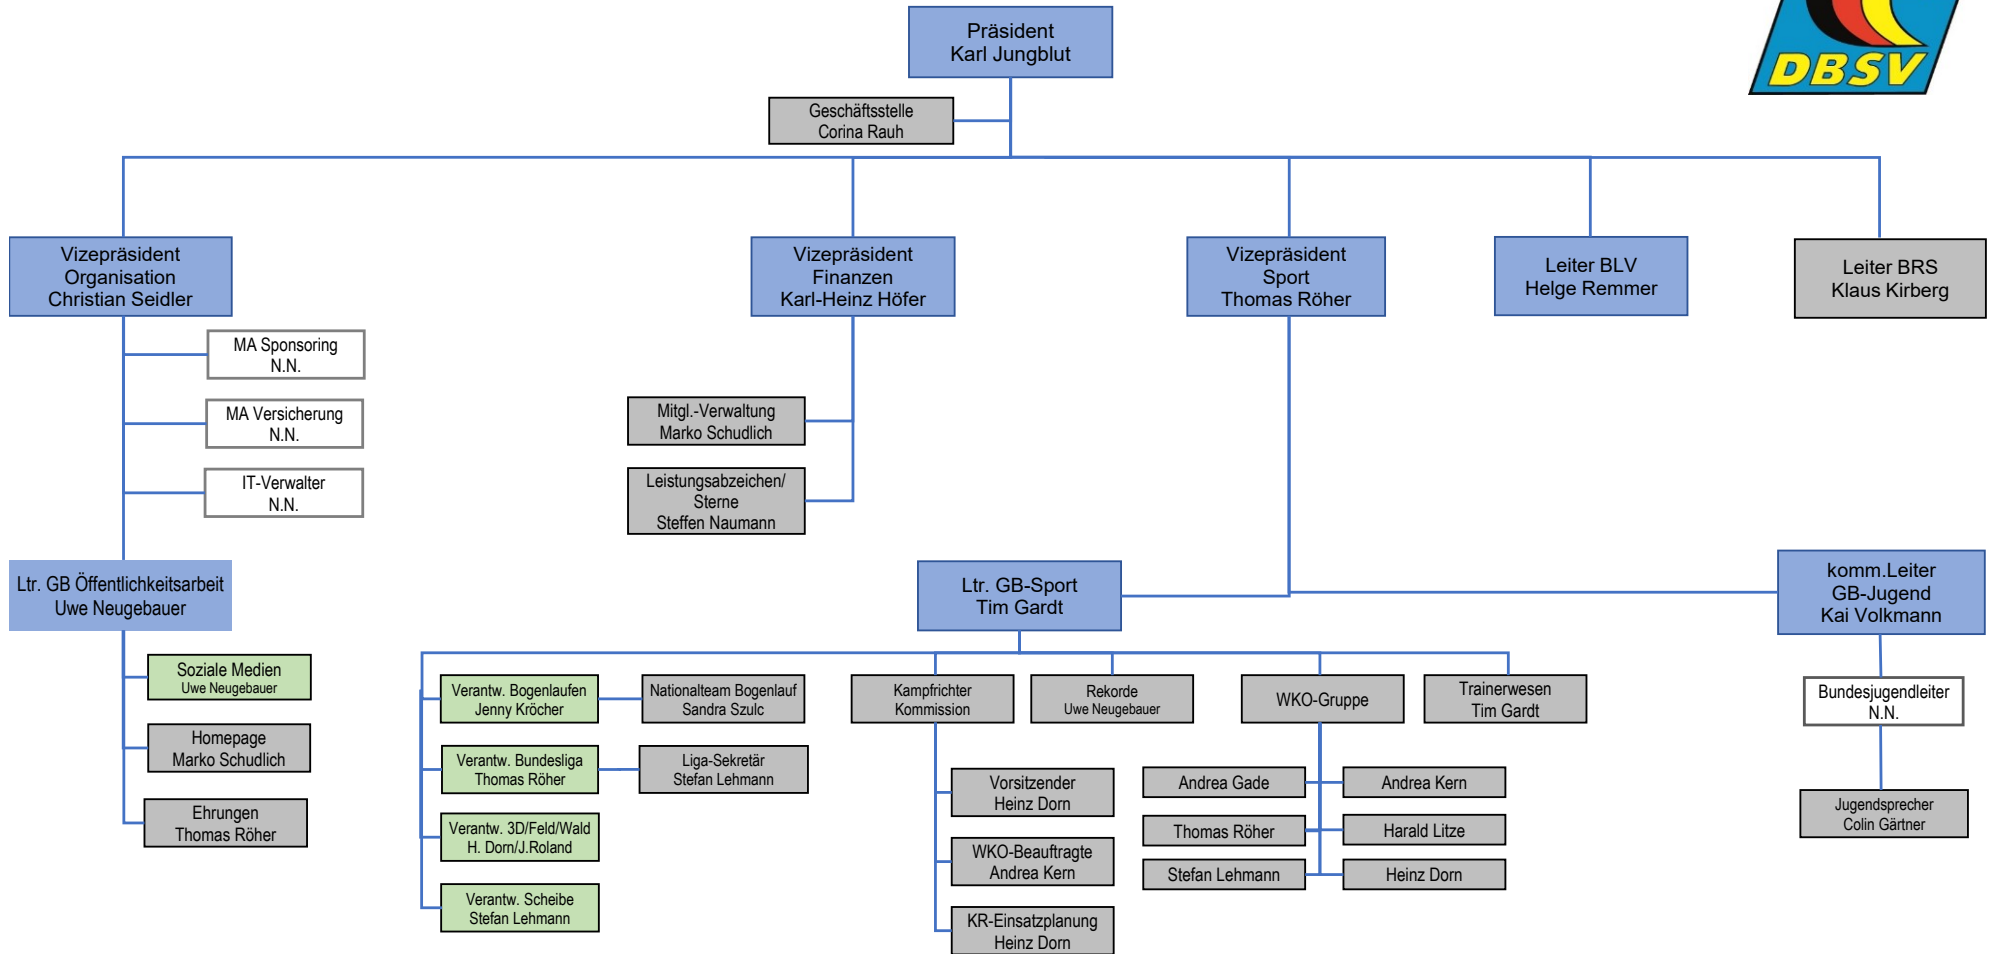 Präsident
Karl Jungblut
DBSV
Geschäftsstelle
Corina Rauh
Vizepräsident
Organisation
Christian Seidler
Vizepräsident
Finanzen
Karl-Heinz Höfer
Vizepräsident
Sport
Thomas Röher
Leiter BLV
Helge Remmer
Leiter BRS
Klaus Kirberg
MA Sponsoring
N.N.
MA Versicherung
N.N.
IT-Verwalter
N.N.
Mitgl.-Verwaltung
Marko Schudlich
Leistungsabzeichen/
Sterne
Steffen Naumann
Ltr. GB Öffentlichkeitsarbeit
Uwe Neugebauer
Ltr. GB-Sport
Tim Gardt
komm.Leiter
GB-Jugend
Kai Volkmann
Soziale Medien
Uwe Neugebauer
Homepage
Marko Schudlich
Ehrungen
Thomas Röher
Verantw. Bogenlaufen
Jenny Kröcher
Nationalteam Bogenlauf
Sandra Szulc
Verantw. Bundesliga
Thomas Röher
Liga-Sekretär
Stefan Lehmann
Verantw. 3D/Feld/Wald
H. Dorn/J.Roland
Verantw. Scheibe
Stefan Lehmann
Kampfrichter
Kommission
Vorsitzender
Heinz Dorn
WKO-Beauftragte
Andrea Kern
KR-Einsatzplanung
Heinz Dorn
Rekorde
Uwe Neugebauer
WKO-Gruppe
Andrea Gade
Andrea Kern
Thomas Röher
Harald Litze
Stefan Lehmann
Heinz Dorn
Trainerwesen
Tim Gardt
Bundesjugendleiter
N.N.
Jugendsprecher
Colin Gärtner